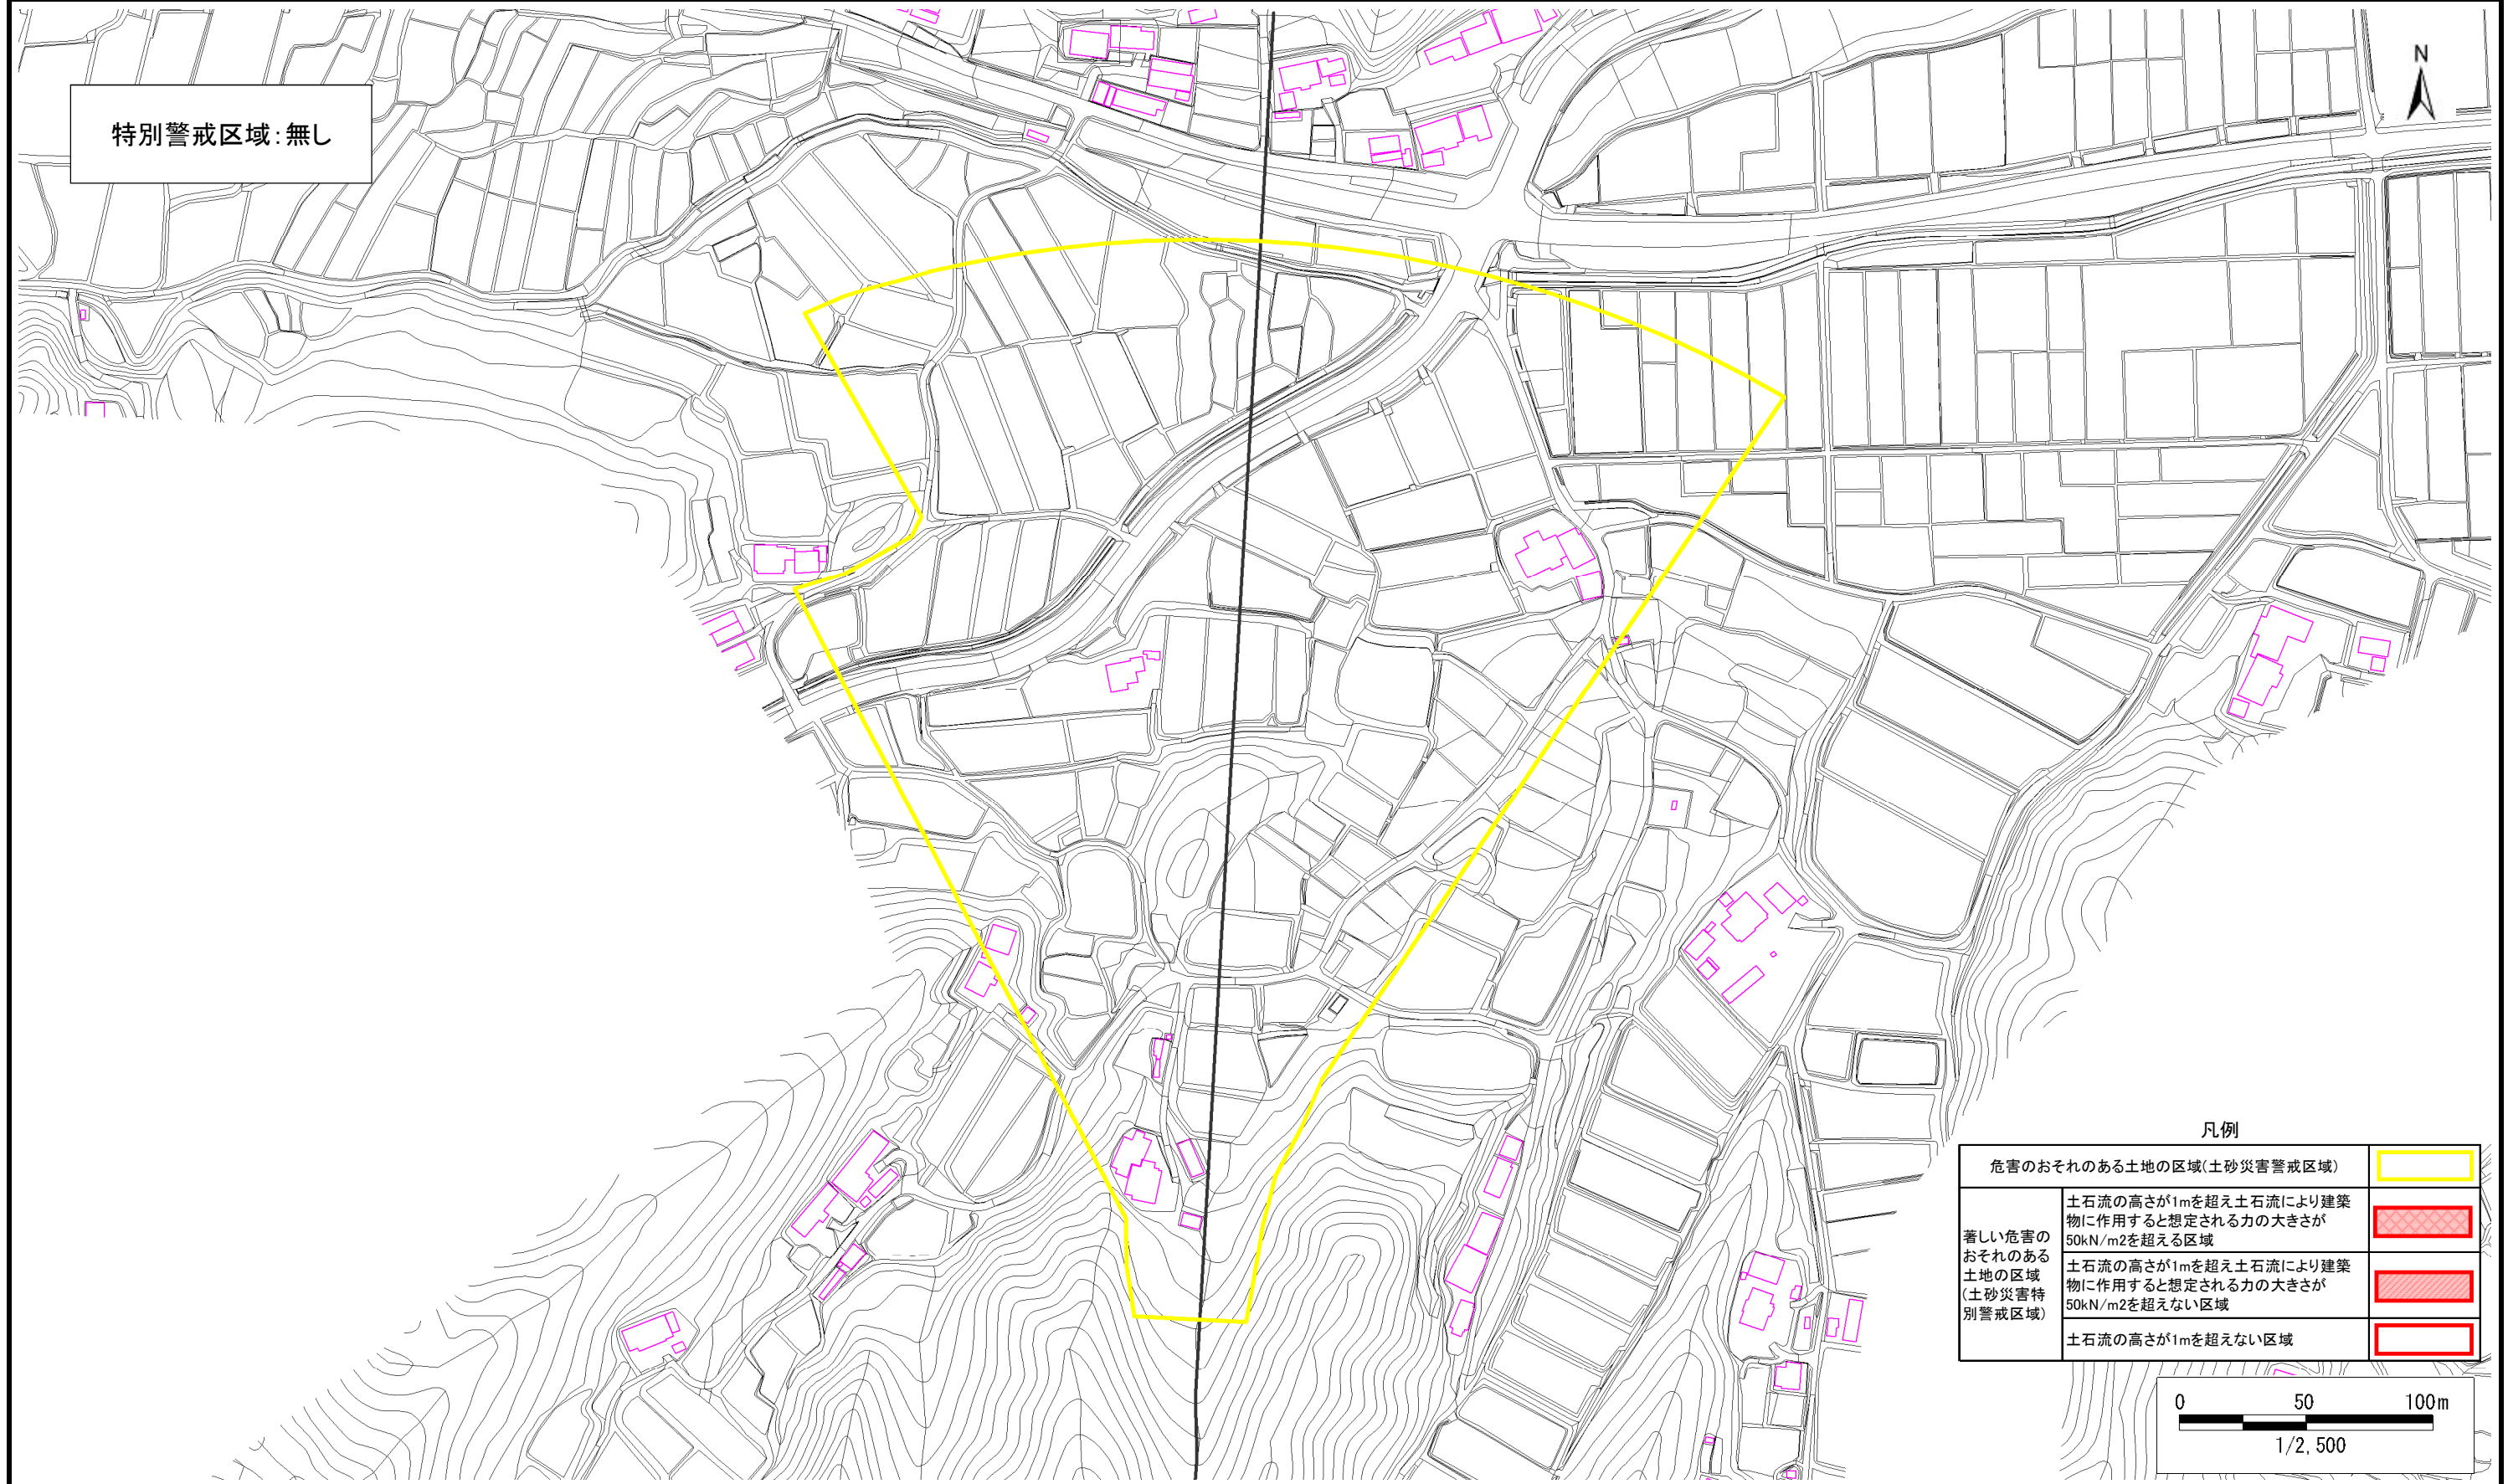 特別警戒区域:無し
N
凡例
危害のおそれのある土地の区域(土砂災害警戒区域)
著しい危害の
おそれのある
土地の区域
(土砂災害特
別警戒区域)
土石流の高さが1mを超え土石流により建築
物に作用すると想定される力の大きさが
50kN/m2を超える区域
土石流の高さが1mを超え土石流により建築
物に作用すると想定される力の大きさが
50kN/m2を超えない区域
土石流の高さが1mを超えない区域
0 50 100m
1/2,500